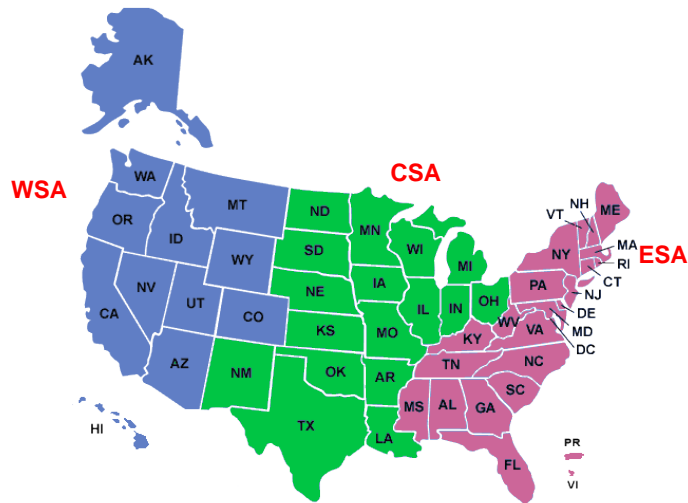 AK
WSA
CSA
ESA
WA
OR
ID
MT
WY
NV
UT
CO
CA
AZ
HI
ND
SD
NE
KS
NM
OK
TX
MN
IA
MO
AR
LA
WI
IL
MI
IN
OH
VT
NH
ME
NY
MA
RI
CT
PA
NJ
DE
MD
DC
WV
VA
KY
TN
NC
SC
MS
AL
GA
FL
PR
VI